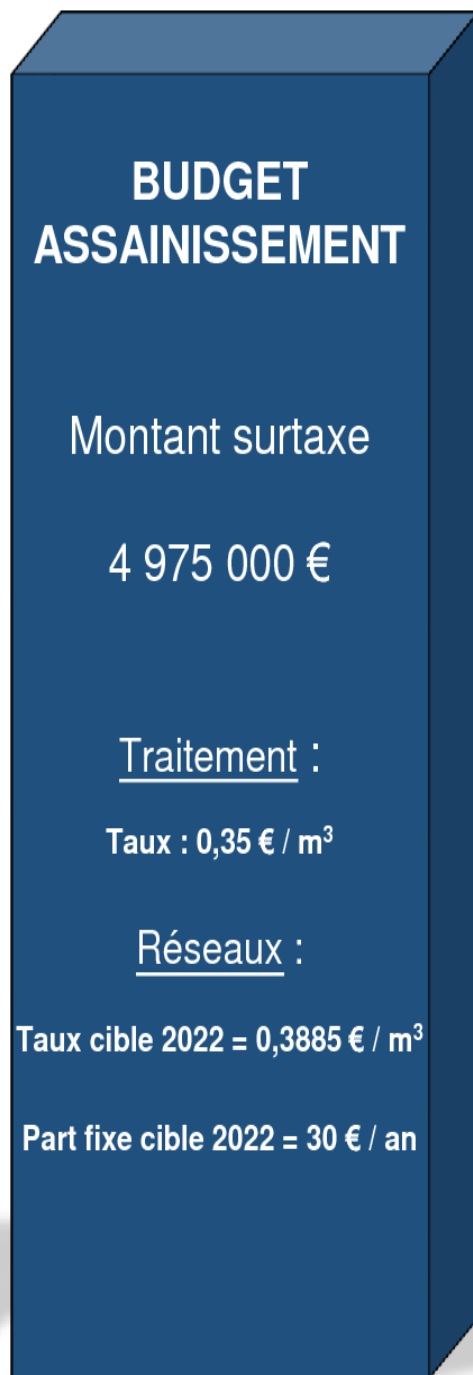 BUDGET
ASSAINISSEMENT
Montant surtaxe
4 975 000 €
Traitement :
Taux : 0,35 € / m³
Réseaux :
Taux cible 2022 = 0,3885 € / m³
Part fixe cible 2022 = 30 € / an